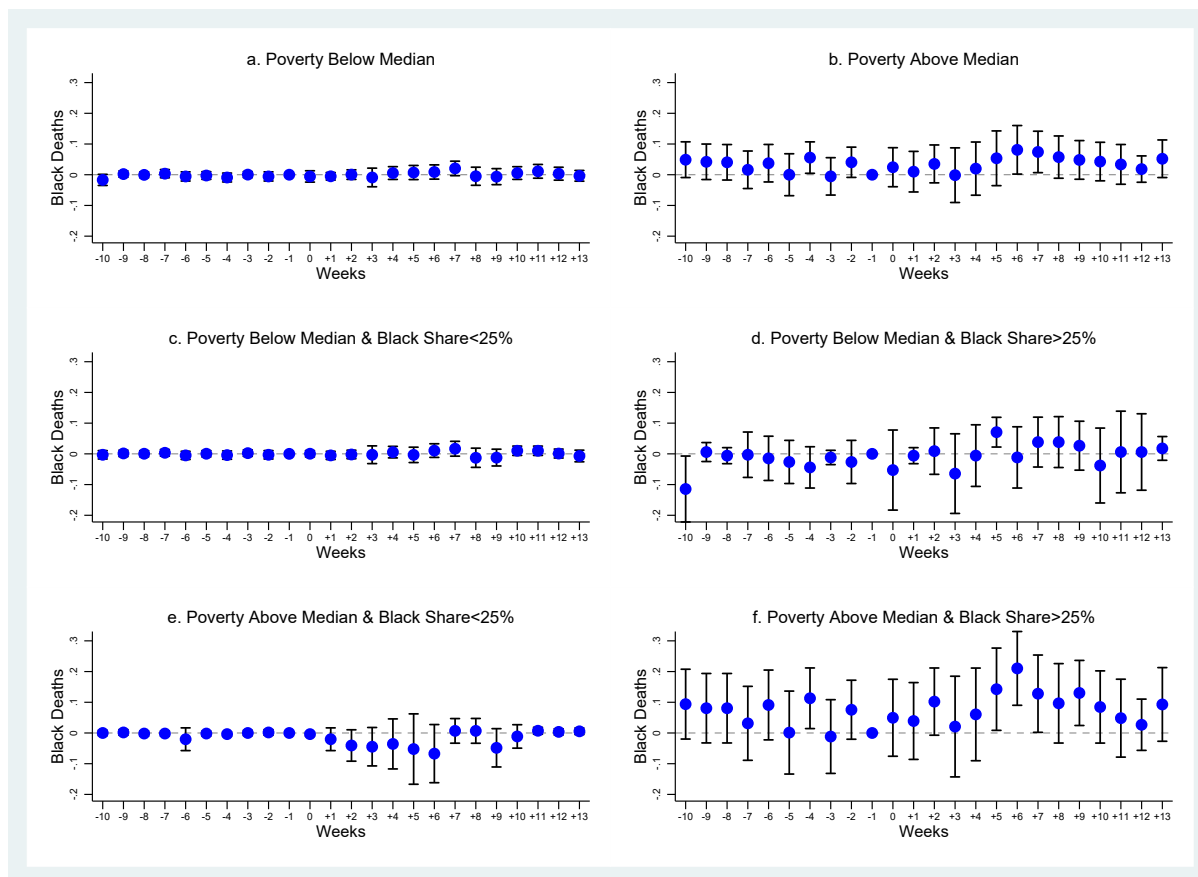 a. Poverty Below Median
Black Deaths
.3
.2
.1
0
-.1
-.2
-10 -9 -8 -7 -6 -5 -4 -3 -2 -1 0 +1 +2 +3 +4 +5 +6 +7 +8 +9 +10 +11 +12 +13
Weeks
b. Poverty Above Median
Black Deaths
.3
.2
.1
0
-.1
-.2
-10 -9 -8 -7 -6 -5 -4 -3 -2 -1 0 +1 +2 +3 +4 +5 +6 +7 +8 +9 +10 +11 +12 +13
Weeks
c. Poverty Below Median & Black Share<25%
Black Deaths
.3
.2
.1
0
-.1
-.2
-10 -9 -8 -7 -6 -5 -4 -3 -2 -1 0 +1 +2 +3 +4 +5 +6 +7 +8 +9 +10 +11 +12 +13
Weeks
d. Poverty Below Median & Black Share>25%
Black Deaths
.3
.2
.1
0
-.1
-.2
-10 -9 -8 -7 -6 -5 -4 -3 -2 -1 0 +1 +2 +3 +4 +5 +6 +7 +8 +9 +10 +11 +12 +13
Weeks
e. Poverty Above Median & Black Share<25%
Black Deaths
.3
.2
.1
0
-.1
-.2
-10 -9 -8 -7 -6 -5 -4 -3 -2 -1 0 +1 +2 +3 +4 +5 +6 +7 +8 +9 +10 +11 +12 +13
Weeks
f. Poverty Above Median & Black Share>25%
Black Deaths
.3
.2
.1
0
-.1
-.2
-10 -9 -8 -7 -6 -5 -4 -3 -2 -1 0 +1 +2 +3 +4 +5 +6 +7 +8 +9 +10 +11 +12 +13
Weeks